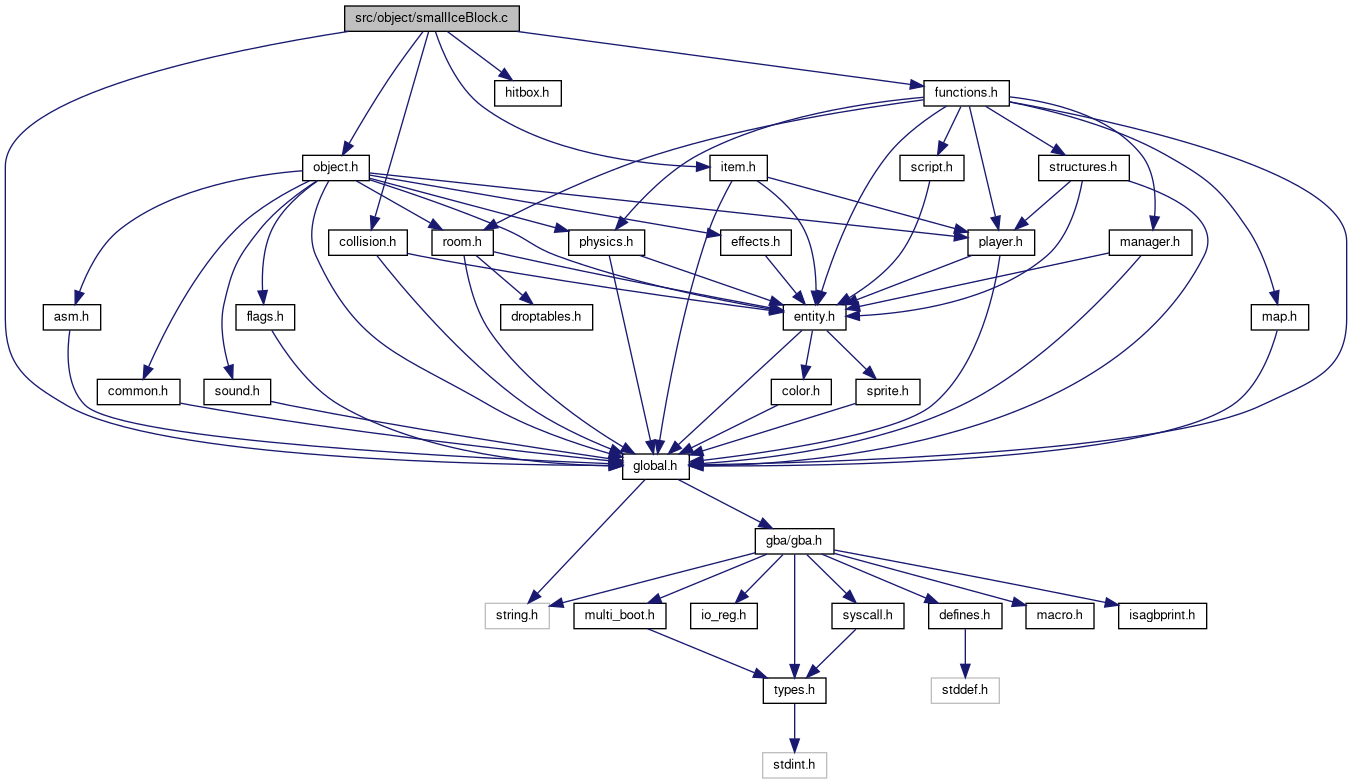 src/object/smallIceBlock.c
hitbox.h
functions.h
object.h
item.h
script.h
structures.h
collision.h
room.h
physics.h
effects.h
player.h
manager.h
asm.h
flags.h
droptables.h
entity.h
map.h
common.h
sound.h
color.h
sprite.h
global.h
gba/gba.h
string.h
multi_boot.h
io_reg.h
syscall.h
defines.h
macro.h
isagbprint.h
types.h
stddef.h
stdint.h